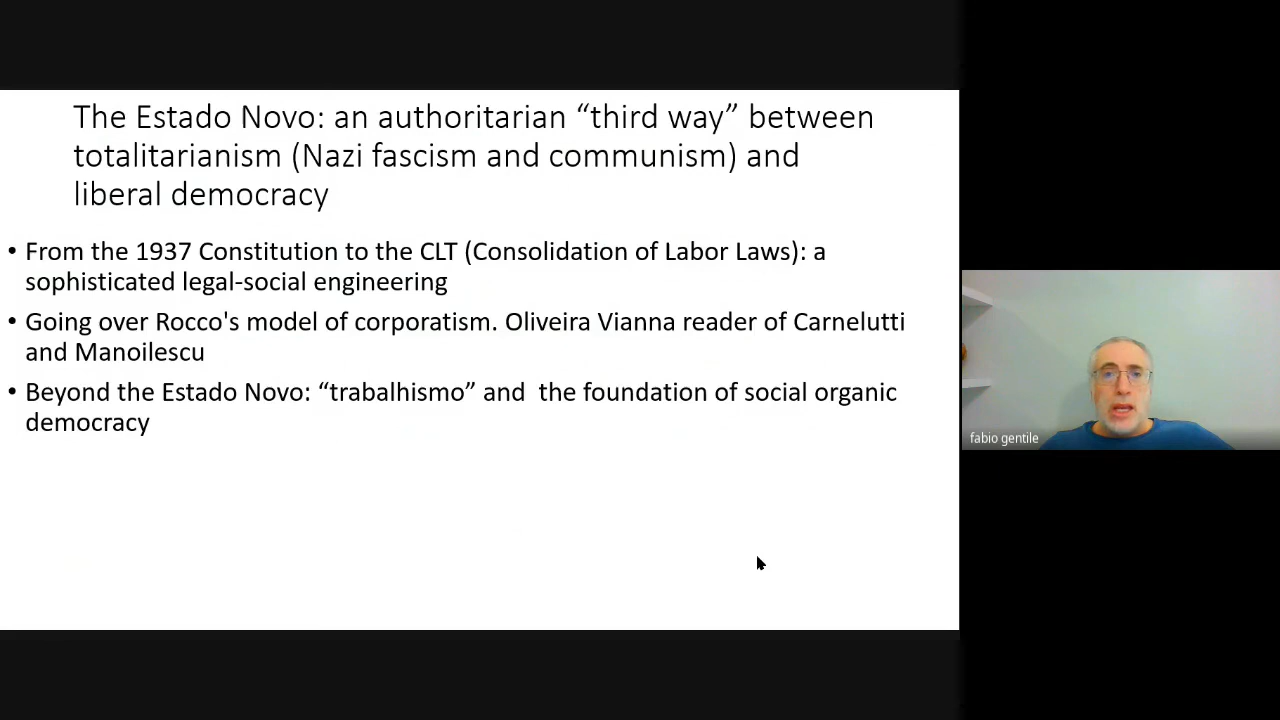 The Estado Novo: an authoritarian “third way” between
totalitarianism (Nazi fascism and communism) and
liberal democracy
• From the 1937 Constitution to the CLT (Consolidation of Labor Laws): a
sophisticated legal-social engineering
• Going over Rocco's model of corporatism. Oliveira Vianna reader of Carnelutti
and Manoilescu
• Beyond the Estado Novo: “trabalhismo” and  the foundation of social organic
democracy
fabio gentile